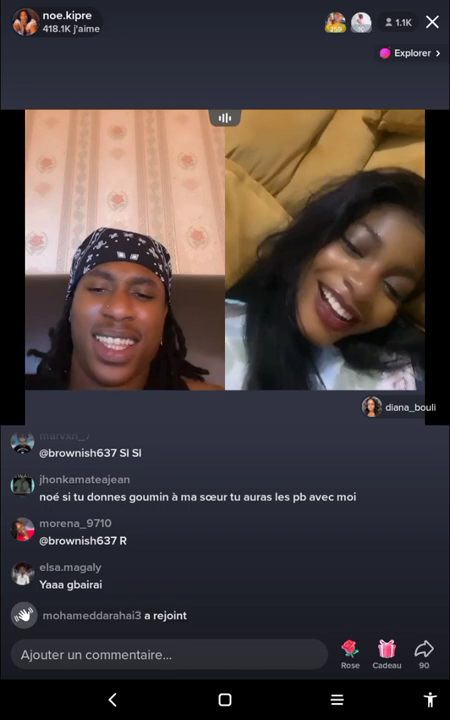 noe.kipre
418.1K j'aime
1.1K
Explorer >
diana_bouli
marvxn_7
@brownish637 SI SI
jhonkamateajean
noé si tu donnes goumin à ma sœur tu auras les pb avec moi
morena_9710
@brownish637 R
elsa.magaly
Yaaa gbairai
mohameddarahai3 a rejoint
Ajouter un commentaire...
Rose
Cadeau
90